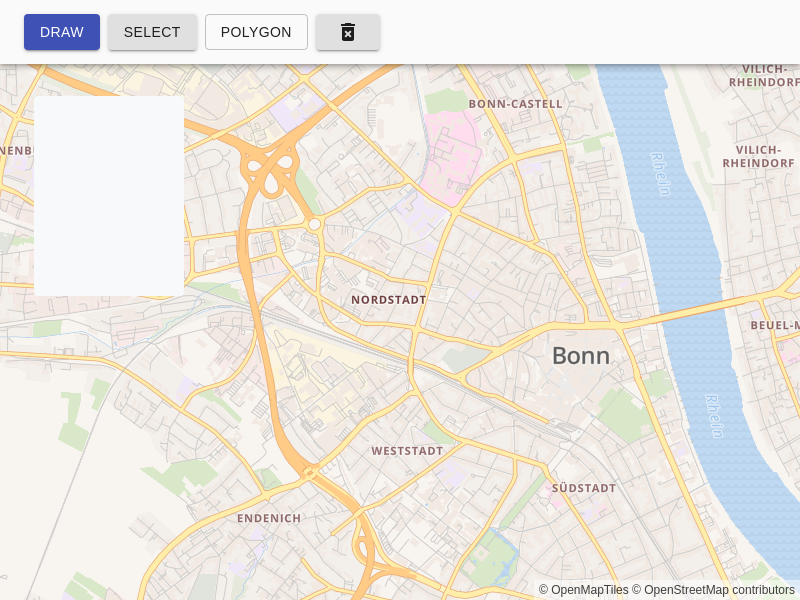 DRAW
SELECT
POLYGON
VILICH-
RHEINDORF
BONN-CASTELL
VILICH-
RHEINDORF
Rhein
NORDSTADT
BEUEL-M
Bonn
Rhein
WESTSTADT
SÜDSTADT
ENDENICH
© OpenMapTiles © OpenStreetMap contributors